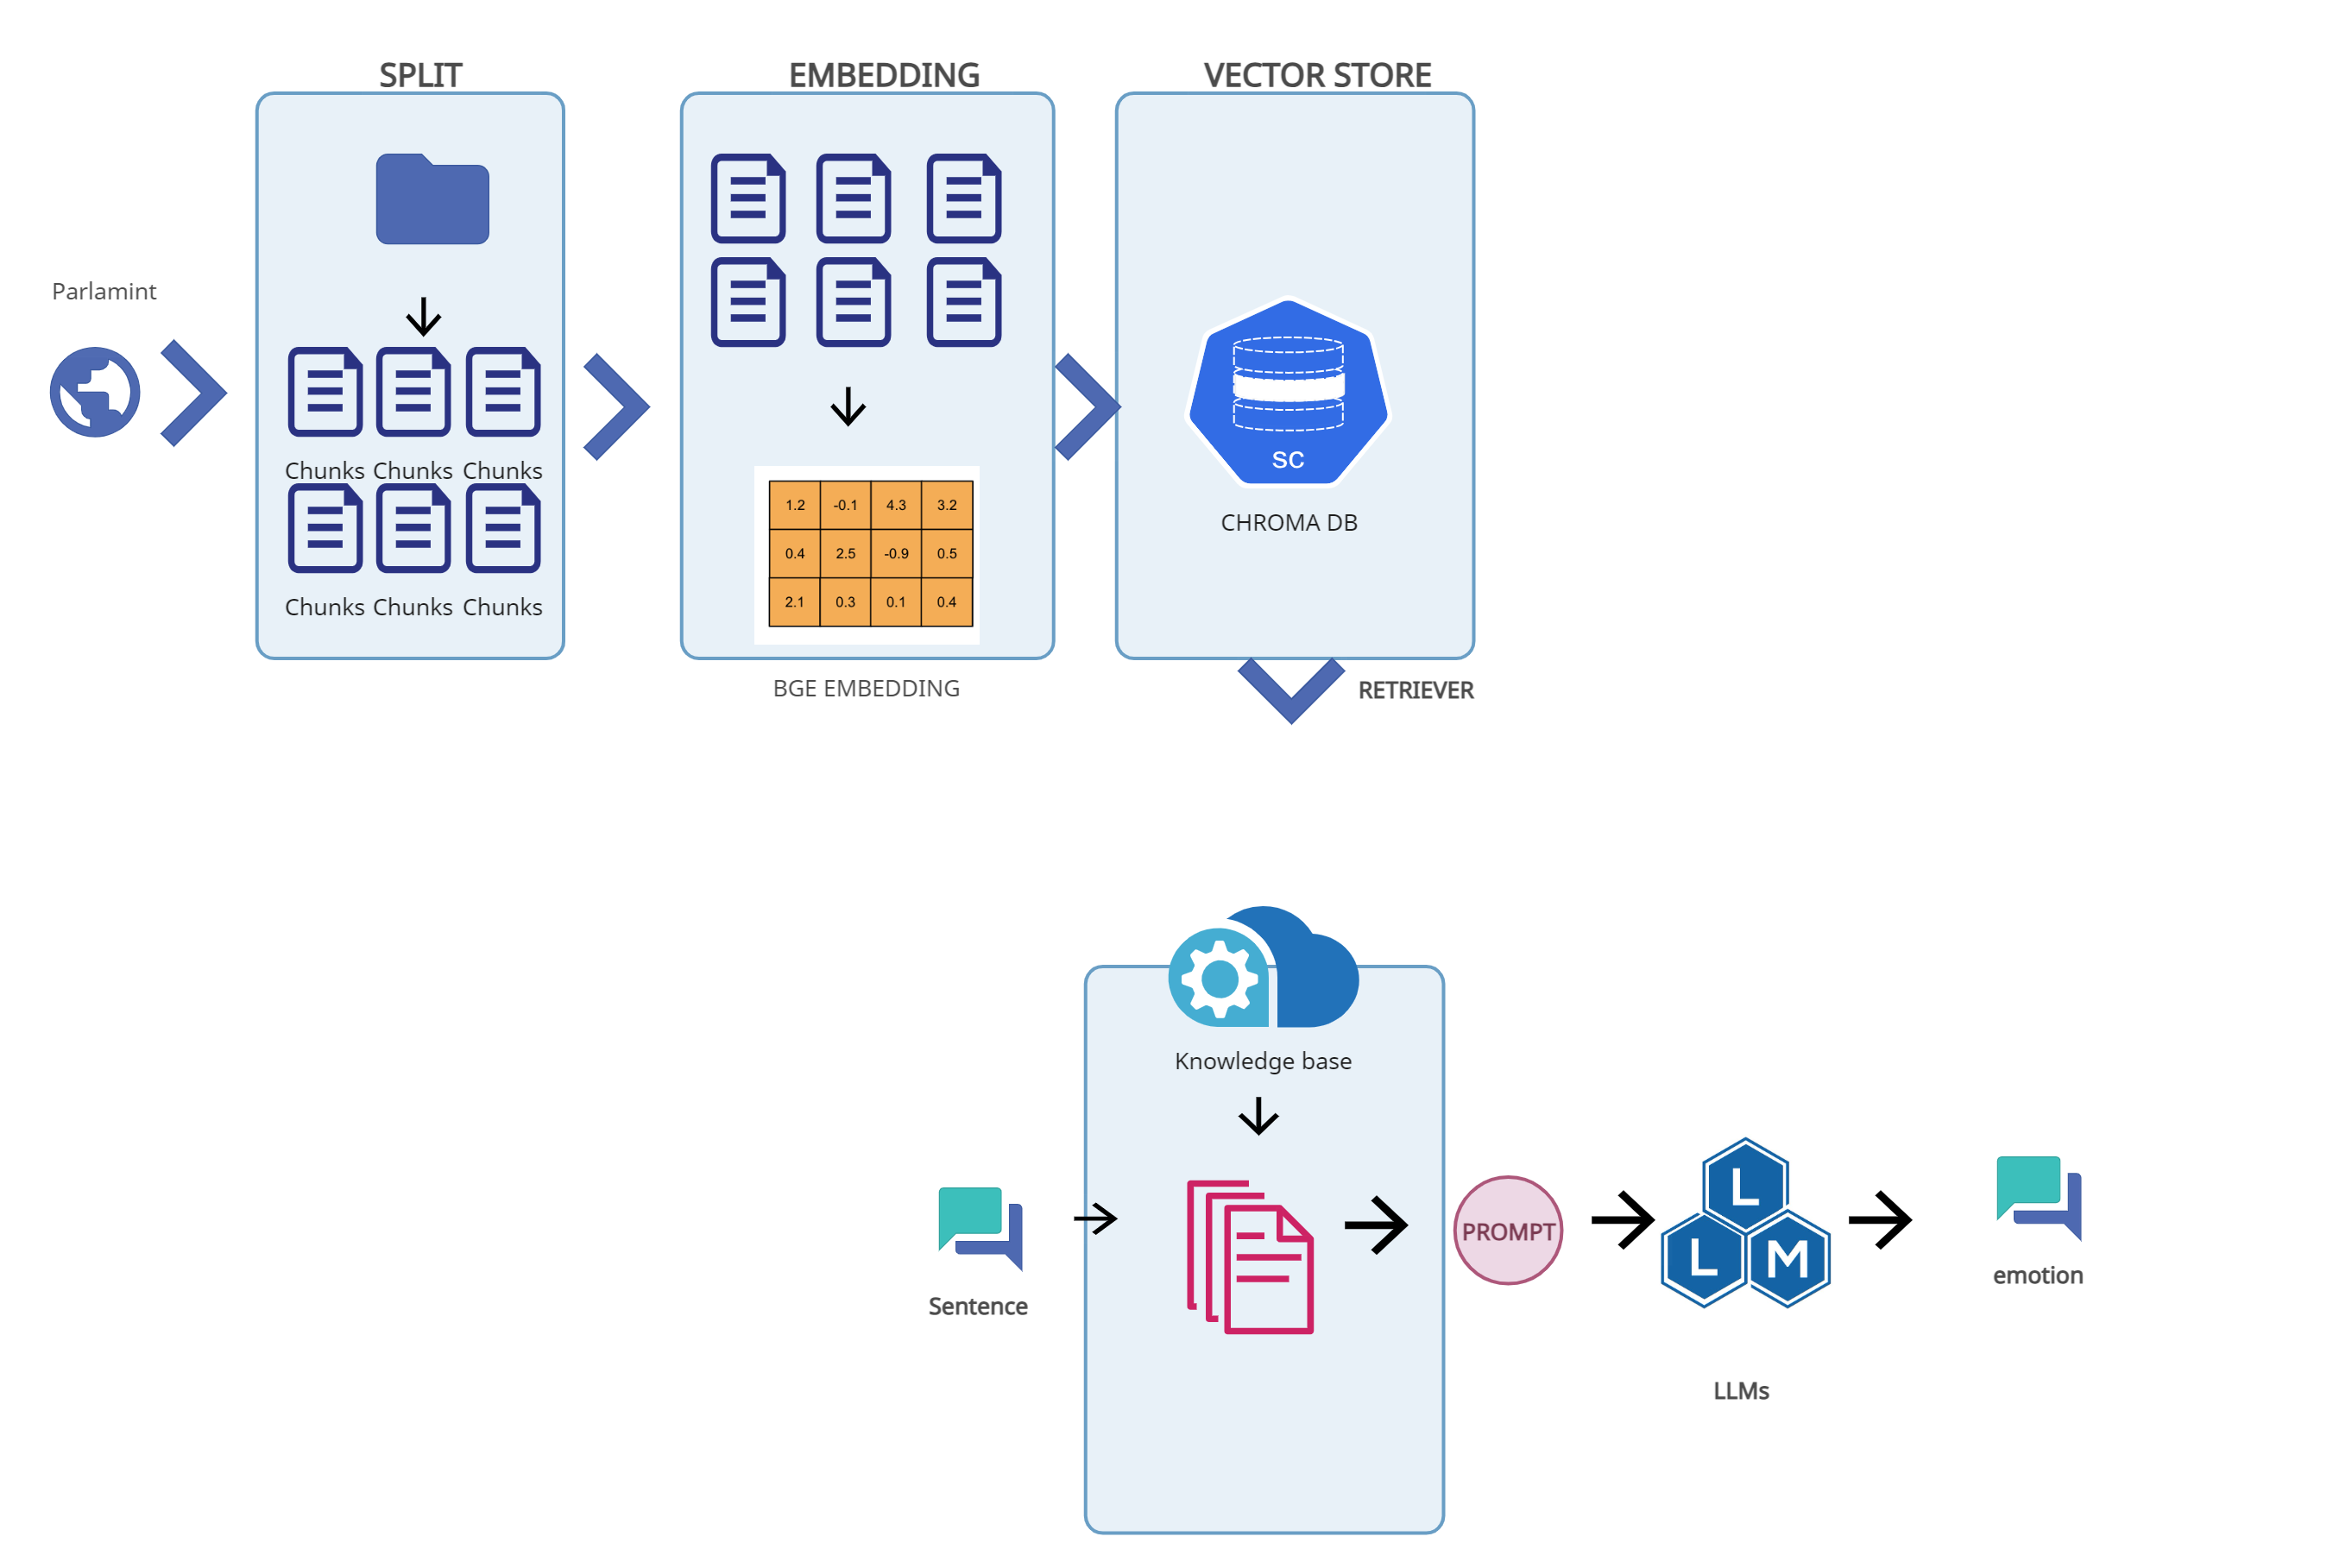 SPLIT
EMBEDDING
VECTOR STORE
Parlamint
Chunks Chunks Chunks
Chunks Chunks Chunks
1.2 -0.1 4.3 3.2
0.4 2.5 -0.9 0.5
2.1 0.3 0.1 0.4
BGE EMBEDDING
SC
CHROMA DB
RETRIEVER
Knowledge base
Sentence
PROMPT
L
L M
LLMs
emotion